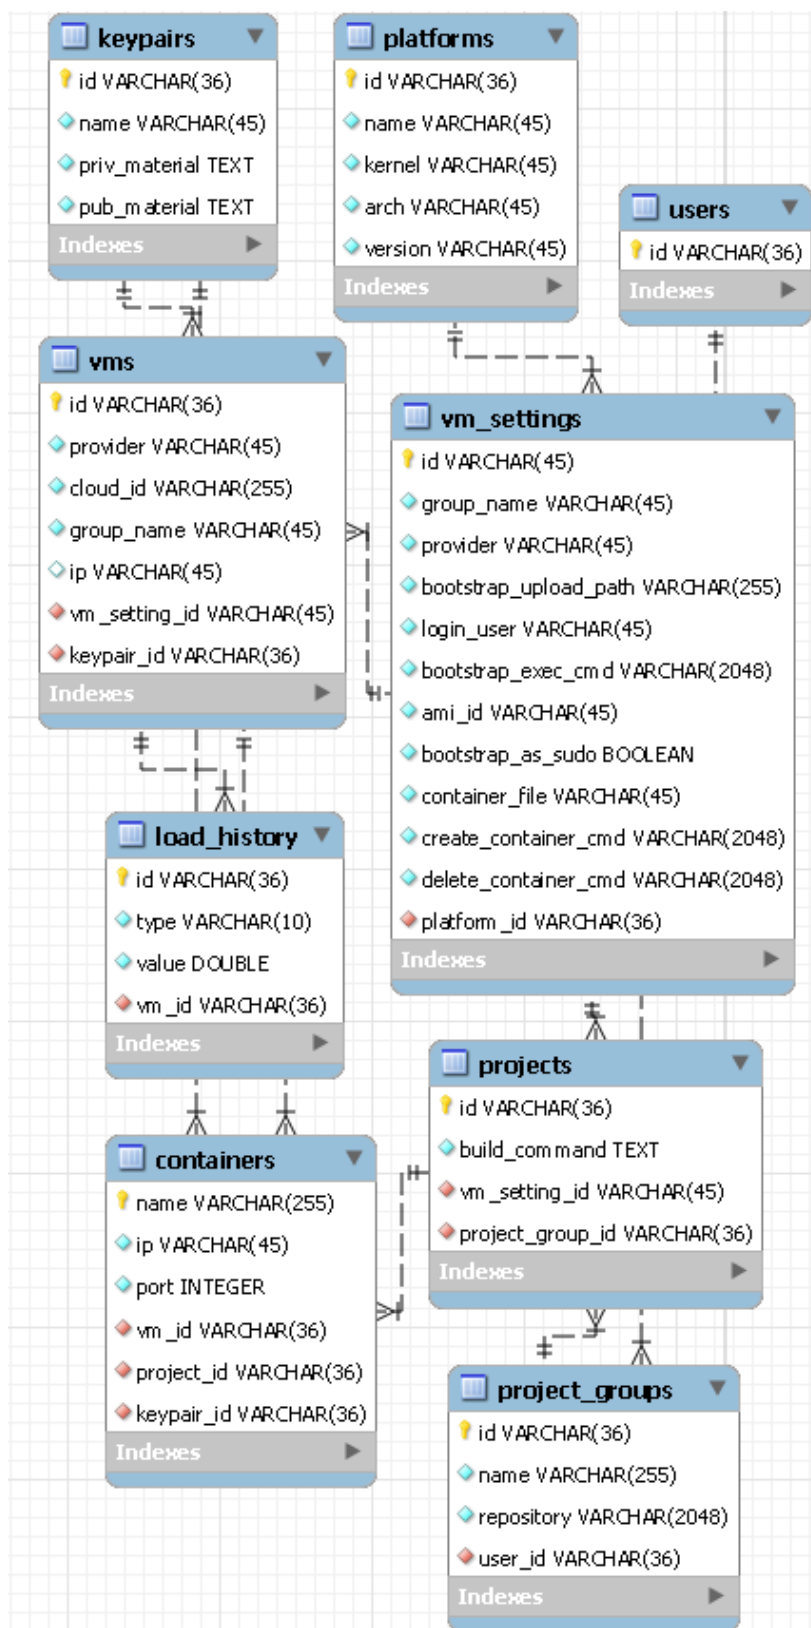 keypairs
id VARCHAR(36)
name VARCHAR(45)
priv_material TEXT
pub_material TEXT
Indexes
platforms
id VARCHAR(36)
name VARCHAR(45)
kernel VARCHAR(45)
arch VARCHAR(45)
version VARCHAR(45)
Indexes
users
id VARCHAR(36)
Indexes
vms
id VARCHAR(36)
provider VARCHAR(45)
cloud_id VARCHAR(255)
group_name VARCHAR(45)
ip VARCHAR(45)
vm_setting_id VARCHAR(45)
keypair_id VARCHAR(36)
Indexes
vm_settings
id VARCHAR(45)
group_name VARCHAR(45)
provider VARCHAR(45)
bootstrap_upload_path VARCHAR(255)
login_user VARCHAR(45)
bootstrap_exec_cmd VARCHAR(2048)
ami_id VARCHAR(45)
bootstrap_as_sudo BOOLEAN
container_file VARCHAR(45)
create_container_cmd VARCHAR(2048)
delete_container_cmd VARCHAR(2048)
platform_id VARCHAR(36)
Indexes
load_history
id VARCHAR(36)
type VARCHAR(10)
value DOUBLE
vm_id VARCHAR(36)
Indexes
projects
id VARCHAR(36)
build_command TEXT
vm_setting_id VARCHAR(45)
project_group_id VARCHAR(36)
Indexes
containers
name VARCHAR(255)
ip VARCHAR(45)
port INTEGER
vm_id VARCHAR(36)
project_id VARCHAR(36)
keypair_id VARCHAR(36)
Indexes
project_groups
id VARCHAR(36)
name VARCHAR(255)
repository VARCHAR(2048)
user_id VARCHAR(36)
Indexes